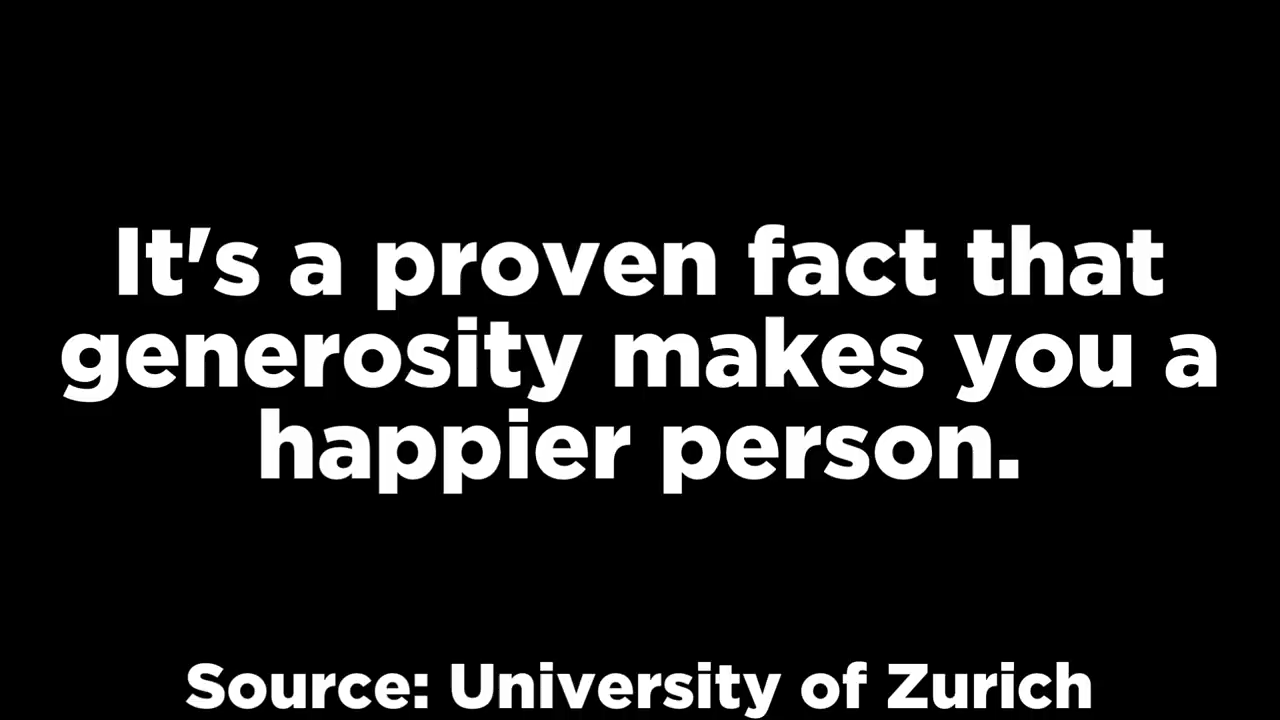 It's a proven fact that
generosity makes you a
happier person.
Source: University of Zurich